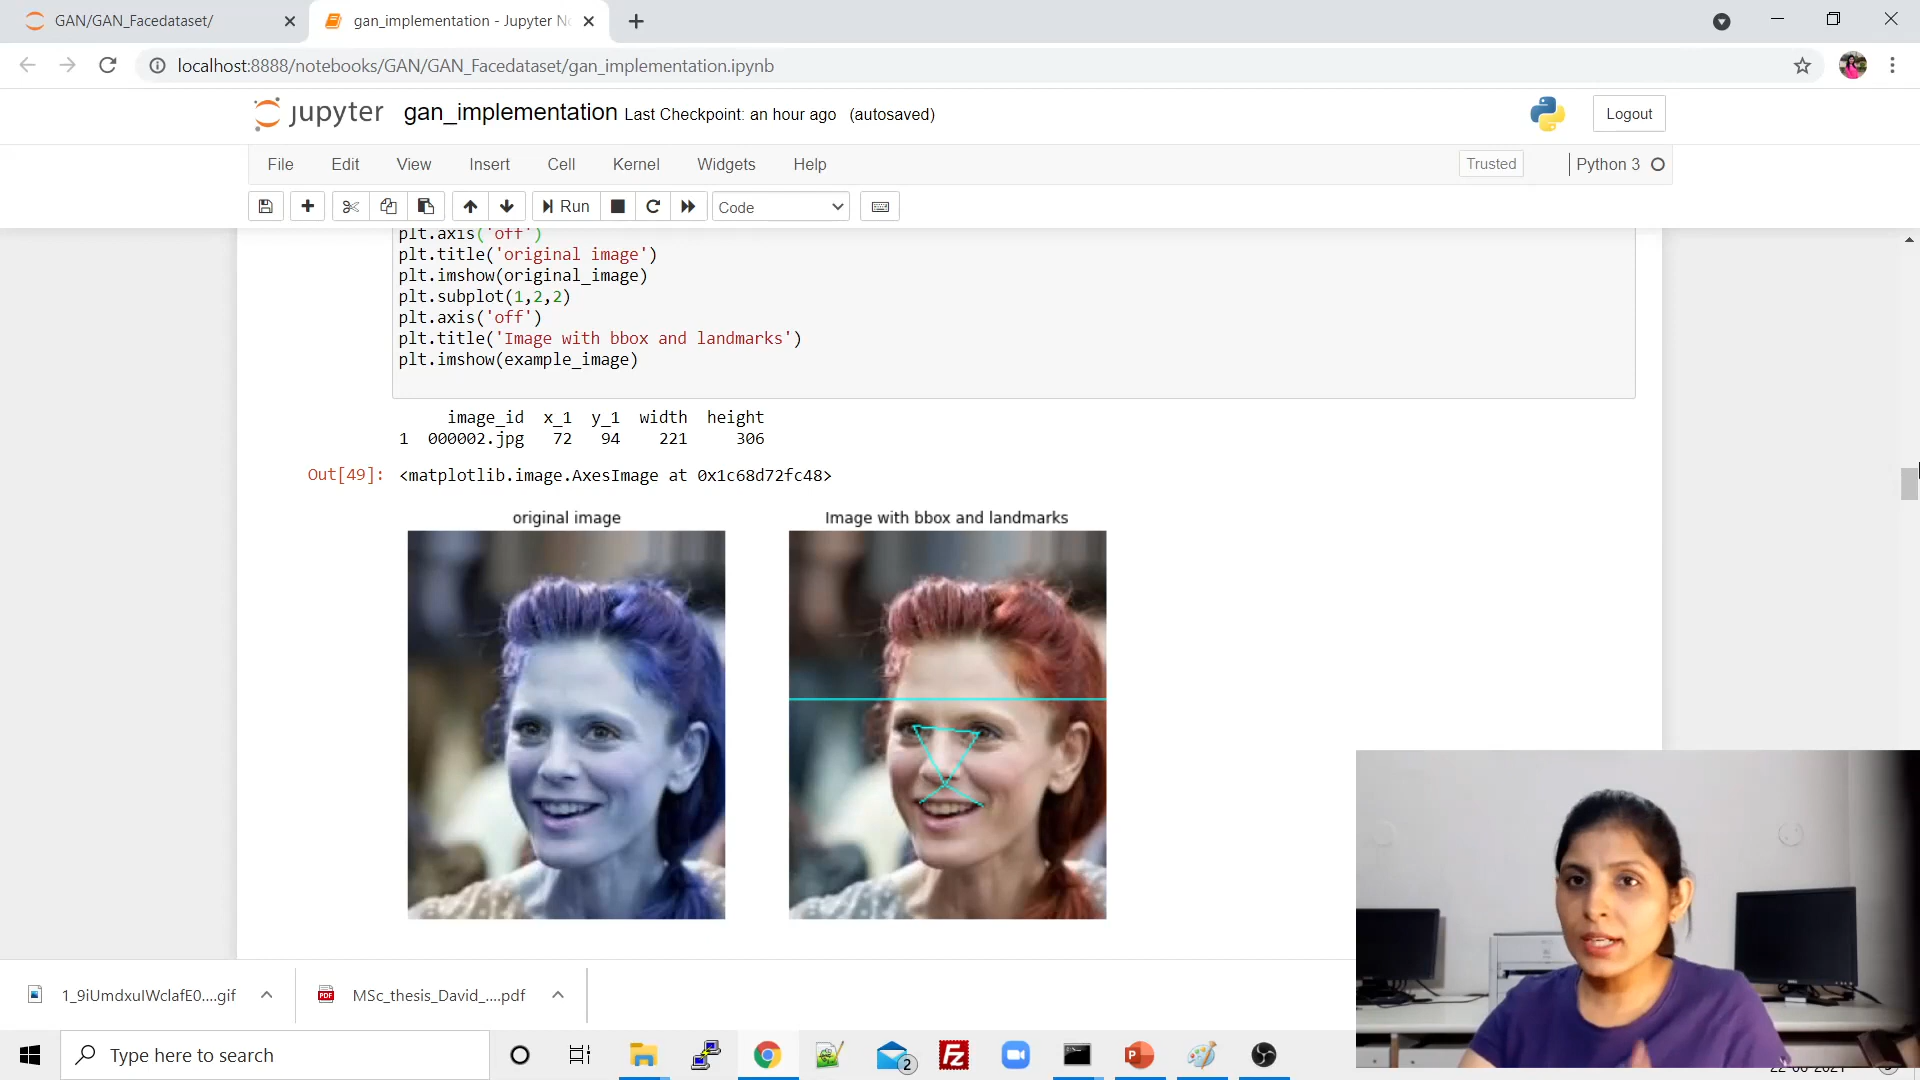 GAN/GAN_Facedataset/
gan_implementation - Jupyter No
localhost:8888/notebooks/GAN/GAN_Facedataset/gan_implementation.ipynb
jupyter gan_implementation Last Checkpoint: an hour ago (autosaved)
Logout
File Edit View Insert Cell Kernel Widgets Help
Trusted
Python 3
Run
Code
plt.axis('off')
plt.title('original image')
plt.imshow(original_image)
plt.subplot(1,2,2)
plt.axis('off')
plt.title('Image with bbox and landmarks')
plt.imshow(example_image)
image_id x_1 y_1 width height
1 000002.jpg 72 94 221 306
Out[49]: <matplotlib.image.AxesImage at 0x1c68d72fc48>
original image
Image with bbox and landmarks
1_9iUmdxuIWclafE0....gif
PDF
MSc_thesis_David_....pdf
Type here to search
2